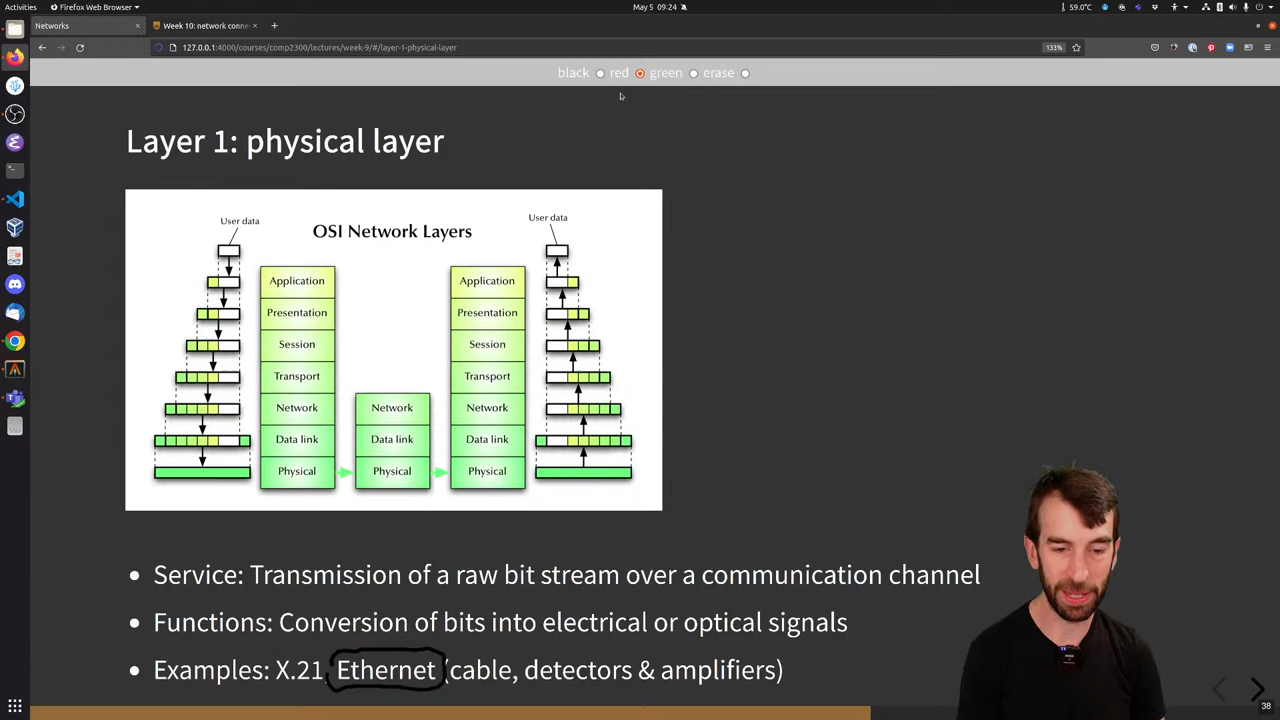 Activities
Firefox Web Browser
May 5 09:24
59.0°C
Networks
Week 10: network conne
127.0.0.1:4000/courses/comp2300/lectures/week-9/#/layer-1-physical-layer
133%
black red green erase
Layer 1: physical layer
User data
OSI Network Layers
User data
Application Application
Presentation Presentation
Session Session
Transport Transport
Network Network Network
Data link Data link Data link
Physical Physical Physical
• Service: Transmission of a raw bit stream over a communication channel
• Functions: Conversion of bits into electrical or optical signals
• Examples: X.21, Ethernet (cable, detectors & amplifiers)
38